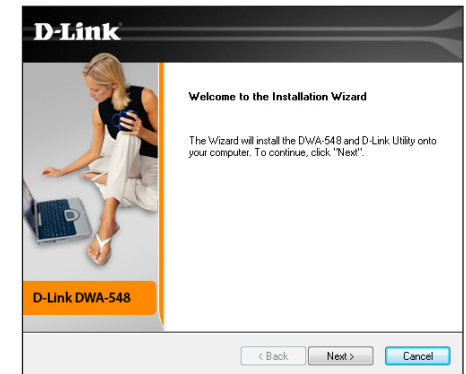 D-Link
Welcome to the Installation Wizard
The Wizard will install the DWA-548 and D-Link Utility onto
your computer. To continue, click "Next".
D-Link DWA-548
< Back
Next >
Cancel